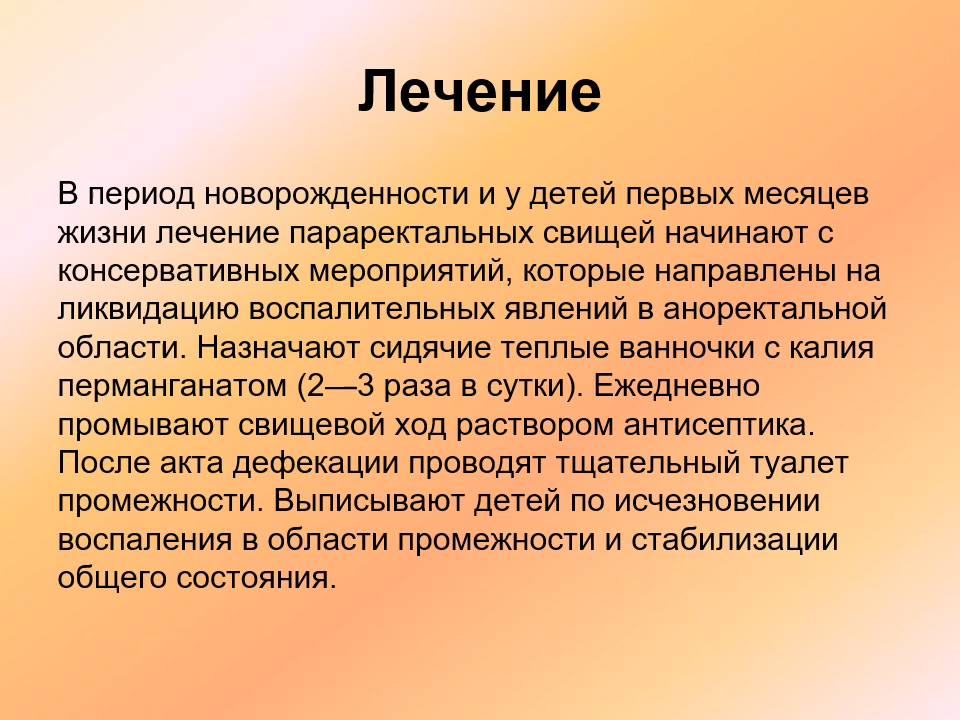 Лечение
В период новорожденности и у детей первых месяцев
жизни лечение параректальных свищей начинают с
консервативных мероприятий, которые направлены на
ликвидацию воспалительных явлений в аноректальной
области. Назначают сидячие теплые ванночки с калия
перманганатом (2—3 раза в сутки). Ежедневно
промывают свищевой ход раствором антисептика.
После акта дефекации проводят тщательный туалет
промежности. Выписывают детей по исчезновении
воспаления в области промежности и стабилизации
общего состояния.